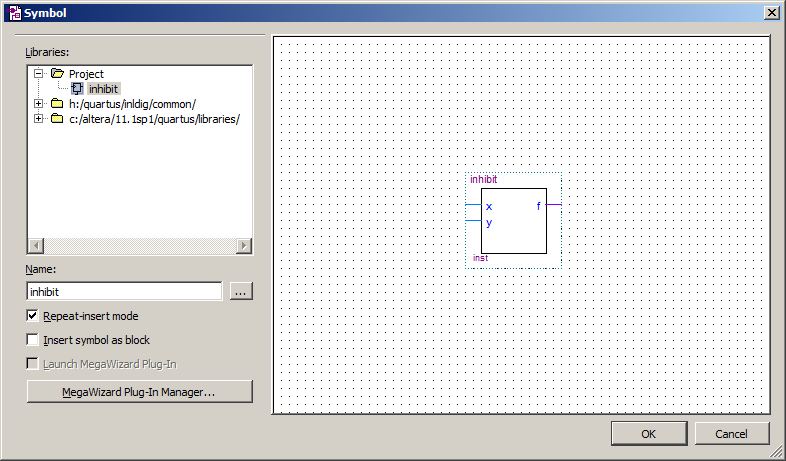 Symbol
Libraries:
Project
inhibit
h:/quartus/inldig/common/
c:/altera/11.1sp1/quartus/libraries/
Name:
inhibit
...
Repeat-insert mode
Insert symbol as block
Launch MegaWizard Plug-In
MegaWizard Plug-In Manager...
inhibit
x f
y
inst
OK Cancel